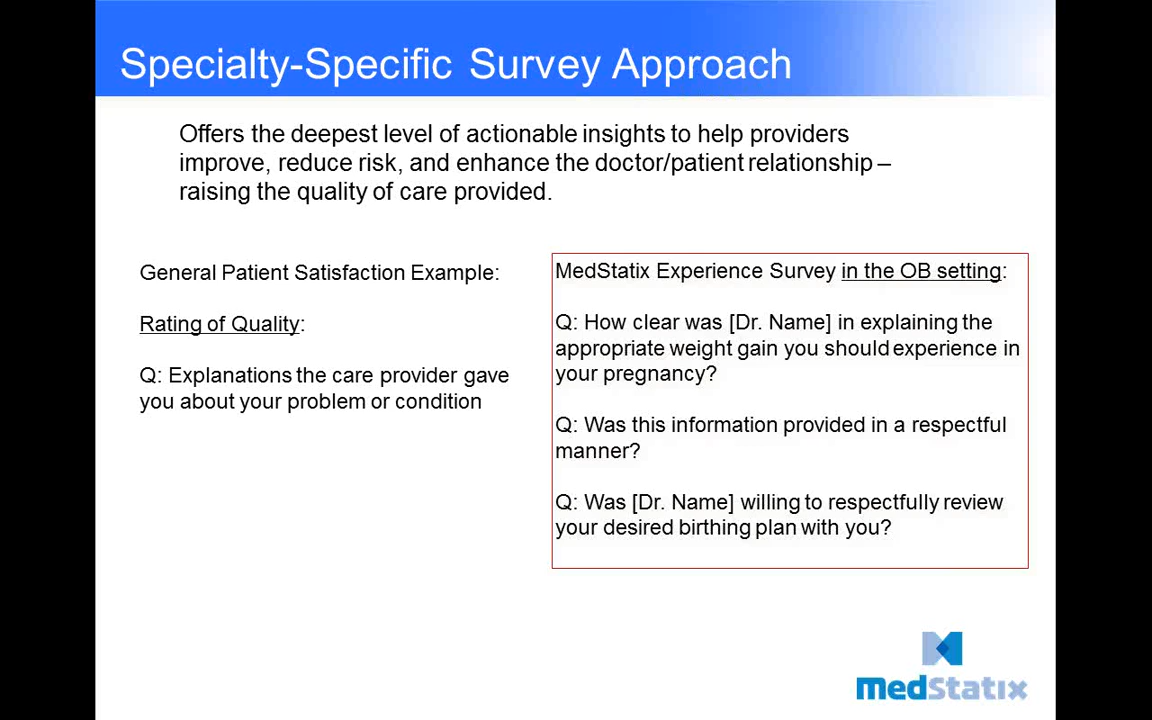 Specialty-Specific Survey Approach
Offers the deepest level of actionable insights to help providers
improve, reduce risk, and enhance the doctor/patient relationship –
raising the quality of care provided.
General Patient Satisfaction Example:
Rating of Quality:
Q: Explanations the care provider gave
you about your problem or condition
MedStatix Experience Survey in the OB setting:
Q: How clear was [Dr. Name] in explaining the
appropriate weight gain you should experience in
your pregnancy?
Q: Was this information provided in a respectful
manner?
Q: Was [Dr. Name] willing to respectfully review
your desired birthing plan with you?
medStatix